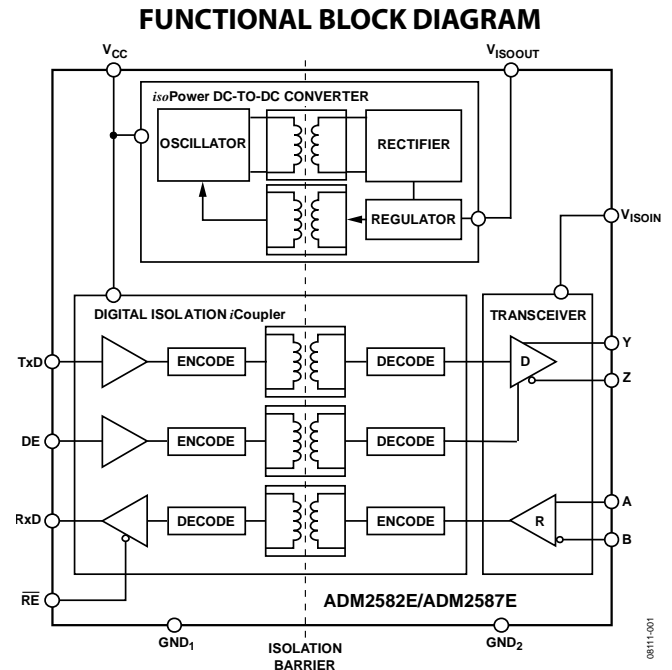 FUNCTIONAL BLOCK DIAGRAM
VCC
VISOOUT
isoPower DC-TO-DC CONVERTER
OSCILLATOR
RECTIFIER
REGULATOR
VISOIN
DIGITAL ISOLATION iCoupler
TRANSCEIVER
TxD
ENCODE
DECODE
D
Y
Z
DE
ENCODE
DECODE
RxD
DECODE
ENCODE
R
A
B
RE
ADM2582E/ADM2587E
GND1
ISOLATION
BARRIER
GND2
08111-001